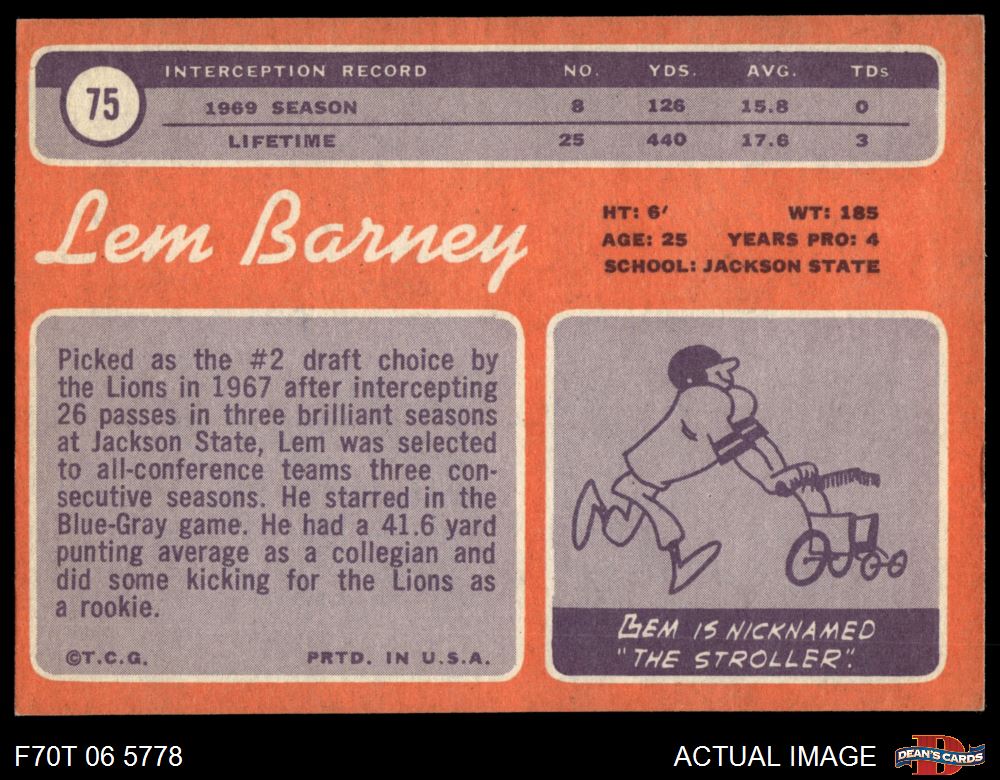 75
INTERCEPTION RECORD NO. YDS. AVG. TDs
1969 SEASON 8 126 15.8 0
LIFETIME 25 440 17.6 3
Lem Barney
HT: 6′ WT: 185
AGE: 25 YEARS PRO: 4
SCHOOL: JACKSON STATE
Picked as the #2 draft choice by
the Lions in 1967 after intercepting
26 passes in three brilliant seasons
at Jackson State, Lem was selected
to all-conference teams three con-
secutive seasons. He starred in the
Blue-Gray game. He had a 41.6 yard
punting average as a collegian and
did some kicking for the Lions as
a rookie.
©T.C.G. PRTD. IN U.S.A.
LEM IS NICKNAMED
"THE STROLLER".
F70T 06 5778
ACTUAL IMAGE
D
DEAN'S CARDS